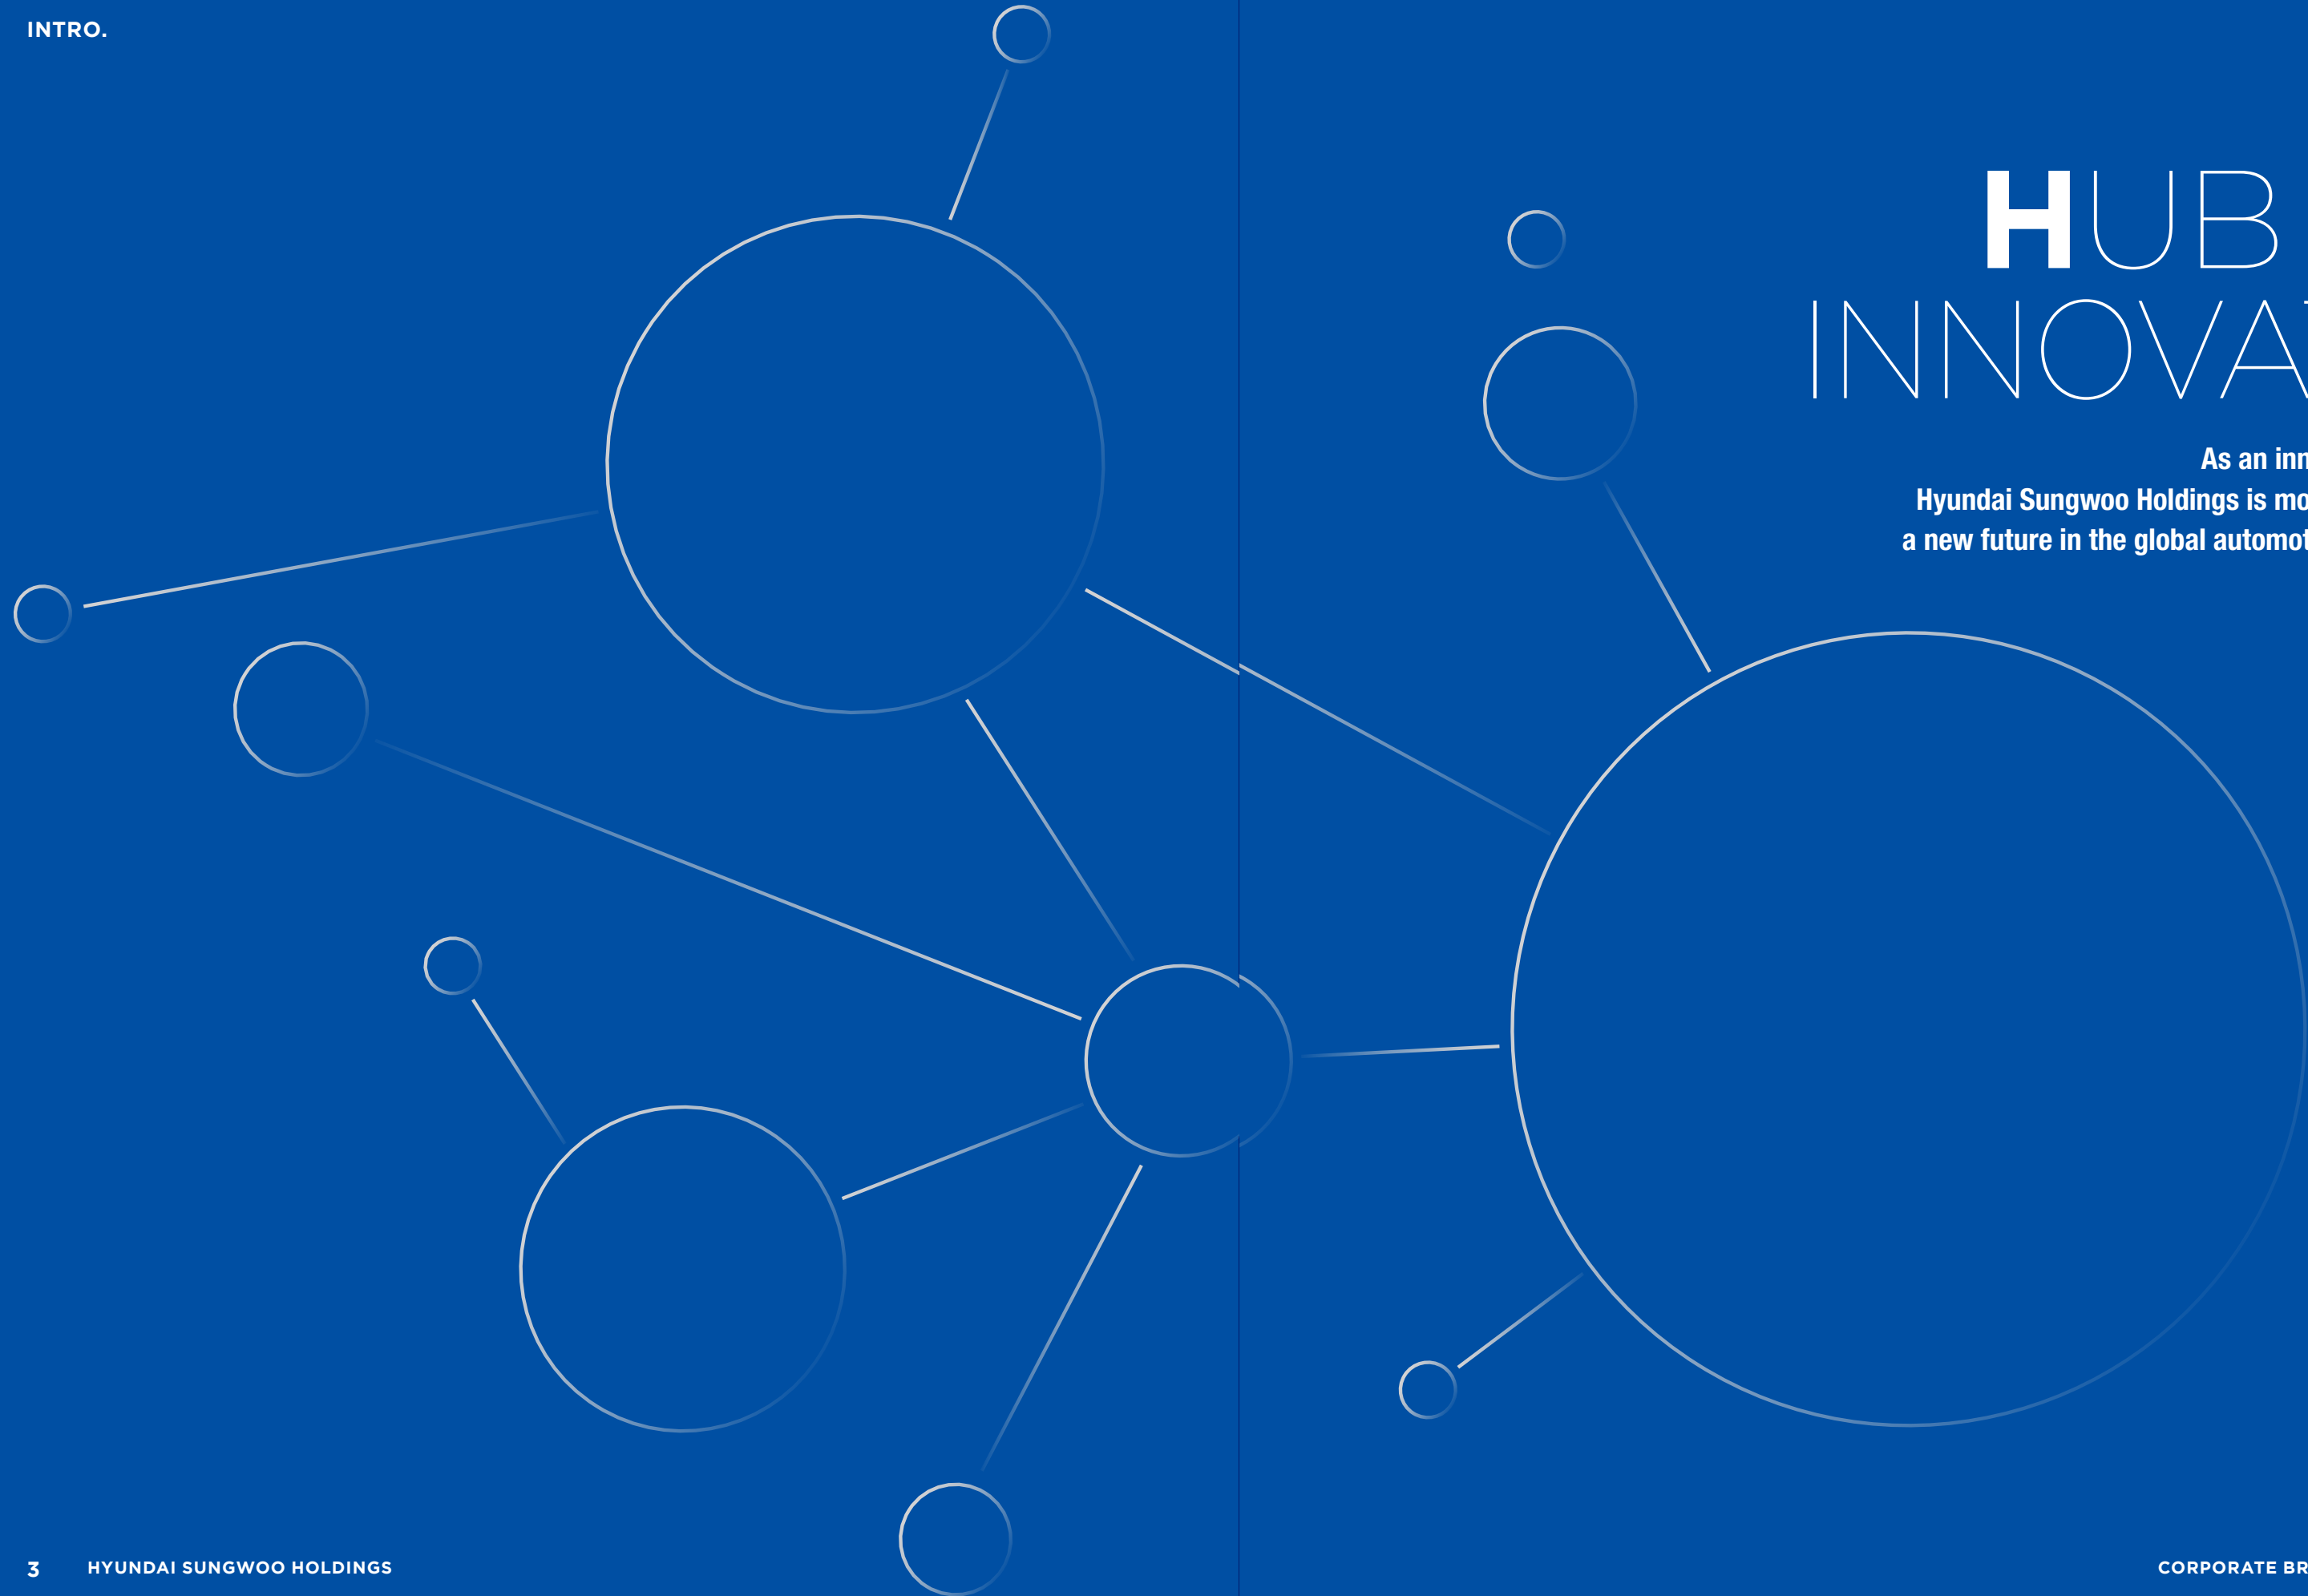 INTRO.
HUB
INNOVAT
As an inn
Hyundai Sungwoo Holdings is mo
a new future in the global automot
3 HYUNDAI SUNGWOO HOLDINGS
CORPORATE BR